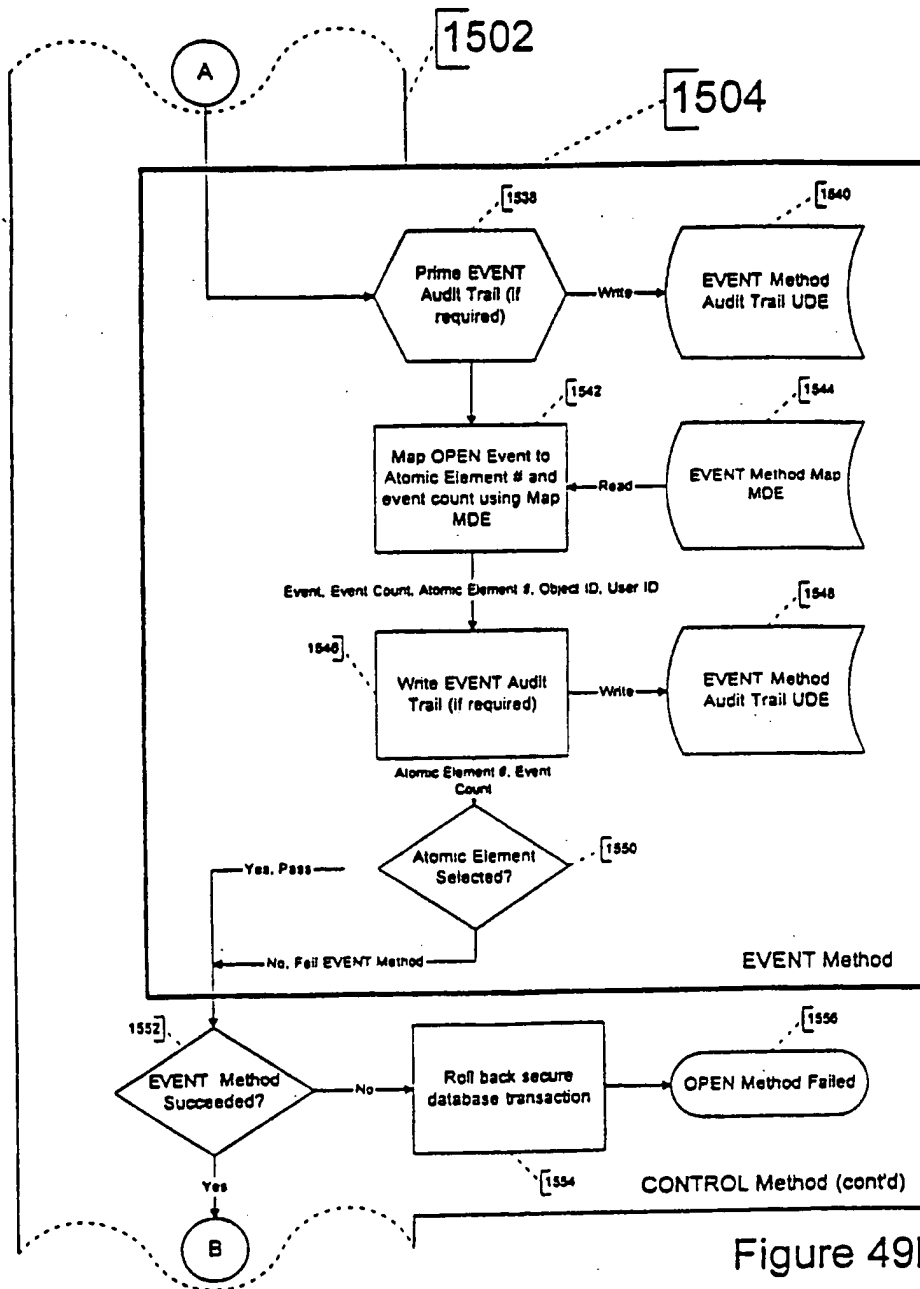 1502
A
1504
1538
1540
Prime EVENT
Audit Trail (if
required)
Write
EVENT Method
Audit Trail UDE
1542
1544
Map OPEN Event to
Atomic Element # and
event count using Map
MDE
Read
EVENT Method Map
MDE
Event, Event Count, Atomic Element #, Object ID, User ID
1548
1546
Write EVENT Audit
Trail (if required)
Write
EVENT Method
Audit Trail UDE
Atomic Element #, Event
Count
1550
Atomic Element
Selected?
Yes, Pass
No, Fail EVENT Method
EVENT Method
1552
1556
EVENT Method
Succeeded?
No
Roll back secure
database transaction
OPEN Method Failed
Yes
1554
CONTROL Method (cont'd)
B
Figure 49